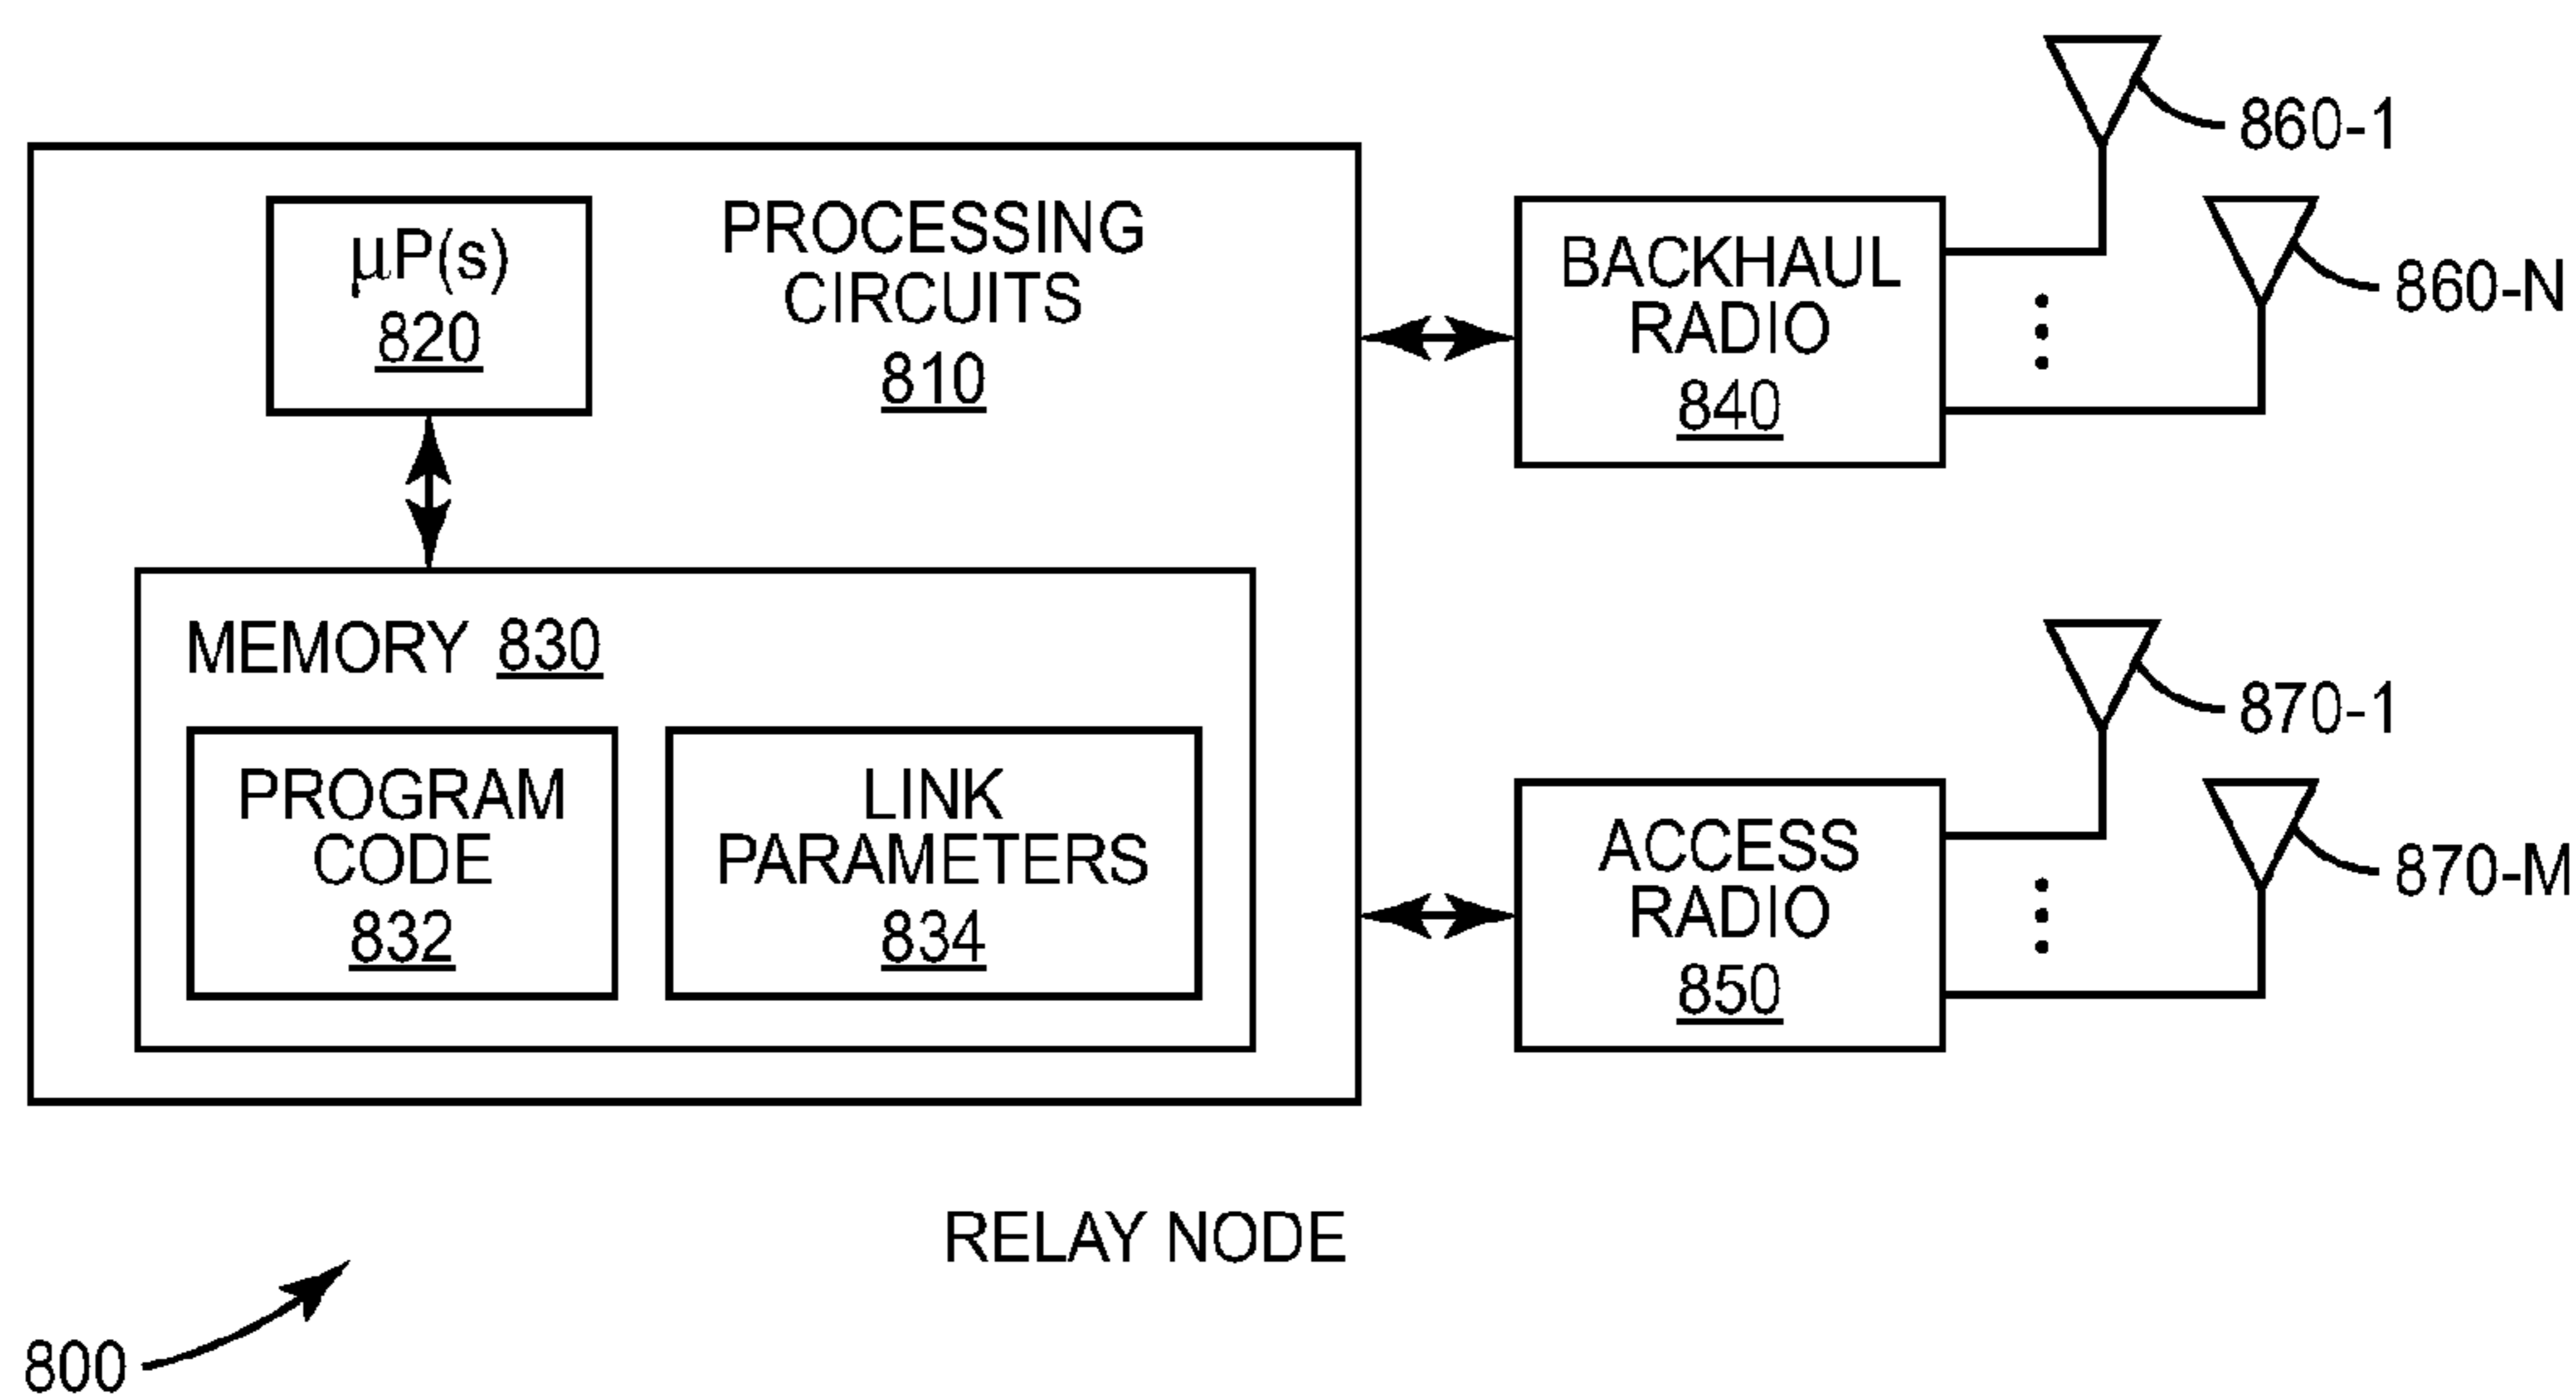 µP(s)
820
PROCESSING
CIRCUITS
810
MEMORY 830
PROGRAM
CODE
832
LINK
PARAMETERS
834
BACKHAUL
RADIO
840
860-1
860-N
ACCESS
RADIO
850
870-1
870-M
RELAY NODE
800